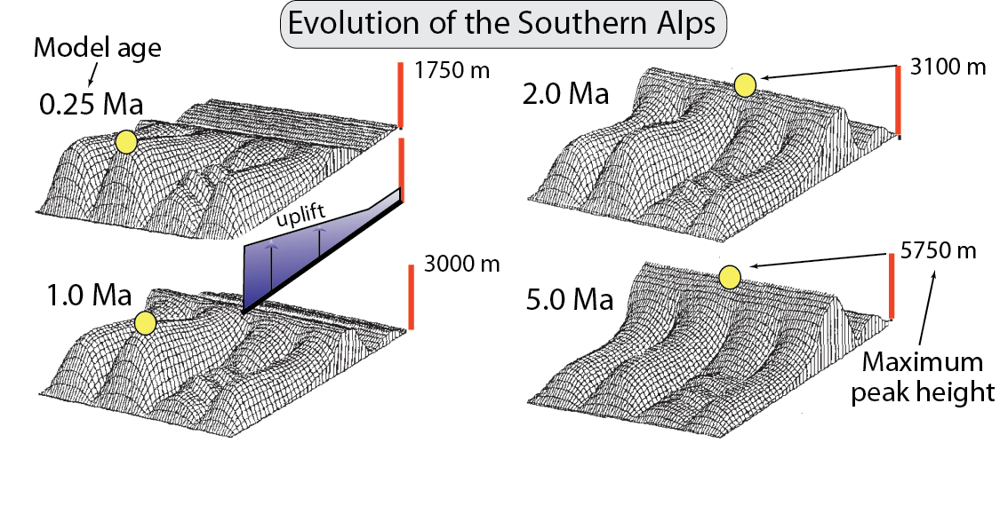 Evolution of the Southern Alps
Model age
0.25 Ma
1750 m
2.0 Ma
3100 m
uplift
1.0 Ma
3000 m
5.0 Ma
5750 m
Maximum
peak height